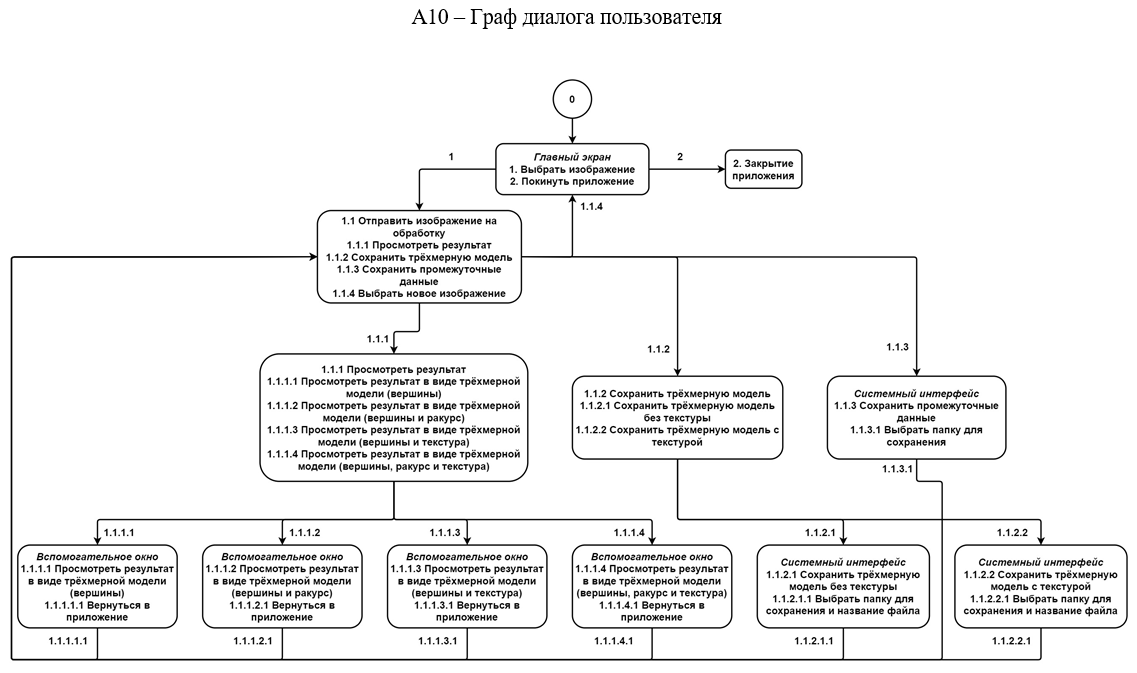 А10 – Граф диалога пользователя
0
Главный экран
1. Выбрать изображение
2. Покинуть приложение
1
2
2. Закрытие
приложения
1.1.4
1.1 Отправить изображение на
обработку
1.1.1 Просмотреть результат
1.1.2 Сохранить трёхмерную модель
1.1.3 Сохранить промежуточные
данные
1.1.4 Выбрать новое изображение
1.1.1
1.1.2
1.1.3
1.1.1 Просмотреть результат
1.1.1.1 Просмотреть результат в виде трёхмерной
модели (вершины)
1.1.1.2 Просмотреть результат в виде трёхмерной
модели (вершины и ракурс)
1.1.1.3 Просмотреть результат в виде трёхмерной
модели (вершины и текстура)
1.1.1.4 Просмотреть результат в виде трёхмерной
модели (вершины, ракурс и текстура)
1.1.2 Сохранить трёхмерную модель
1.1.2.1 Сохранить трёхмерную модель
без текстуры
1.1.2.2 Сохранить трёхмерную модель с
текстурой
Системный интерфейс
1.1.3 Сохранить промежуточные
данные
1.1.3.1 Выбрать папку для
сохранения
1.1.3.1
1.1.1.1
1.1.1.2
1.1.1.3
1.1.1.4
1.1.2.1
1.1.2.2
Вспомогательное окно
1.1.1.1 Просмотреть результат
в виде трёхмерной модели
(вершины)
1.1.1.1.1 Вернуться в
приложение
Вспомогательное окно
1.1.1.2 Просмотреть результат
в виде трёхмерной модели
(вершины и ракурс)
1.1.1.2.1 Вернуться в
приложение
Вспомогательное окно
1.1.1.3 Просмотреть результат
в виде трёхмерной модели
(вершины и текстура)
1.1.1.3.1 Вернуться в
приложение
Вспомогательное окно
1.1.1.4 Просмотреть результат
в виде трёхмерной модели
(вершины, ракурс и текстура)
1.1.1.4.1 Вернуться в
приложение
Системный интерфейс
1.1.2.1 Сохранить трёхмерную
модель без текстуры
1.1.2.1.1 Выбрать папку для
сохранения и название файла
Системный интерфейс
1.1.2.2 Сохранить трёхмерную
модель с текстурой
1.1.2.2.1 Выбрать папку для
сохранения и название файла
1.1.1.1.1
1.1.1.2.1
1.1.1.3.1
1.1.1.4.1
1.1.2.1.1
1.1.2.2.1